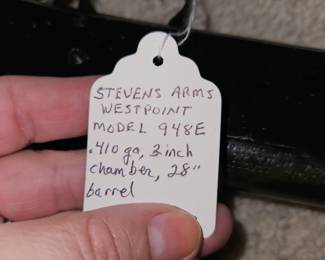 STEVENS ARMS
WESTPOINT
MODEL 948E
.410 ga, 3 inch
chamber, 28"
barrel